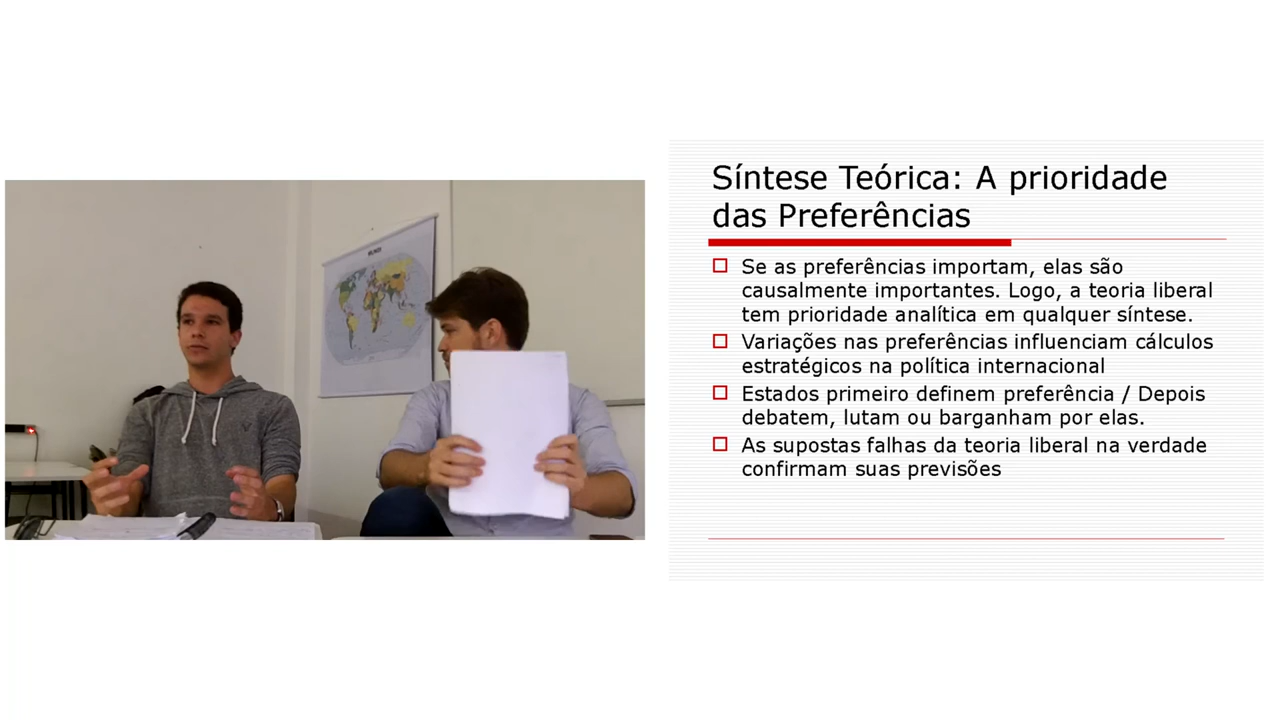 MUNDO
Síntese Teórica: A prioridade
das Preferências
Se as preferências importam, elas são
causalmente importantes. Logo, a teoria liberal
tem prioridade analítica em qualquer síntese.
Variações nas preferências influenciam cálculos
estratégicos na política internacional
Estados primeiro definem preferência / Depois
debatem, lutam ou barganham por elas.
As supostas falhas da teoria liberal na verdade
confirmam suas previsões